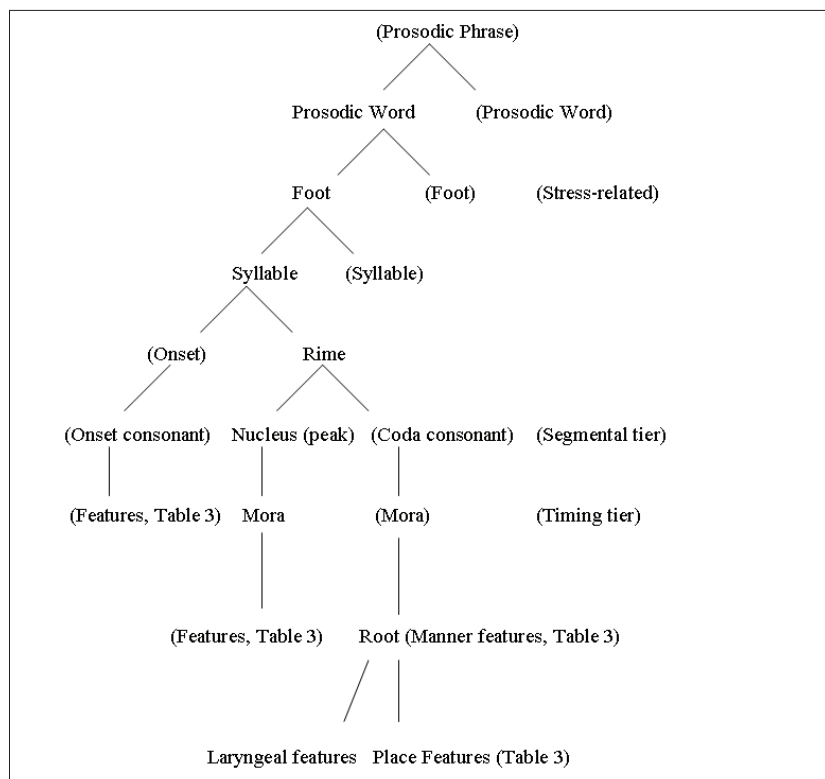 (Prosodic Phrase)
Prosodic Word (Prosodic Word)
Foot (Foot) (Stress-related)
Syllable (Syllable)
(Onset) Rime
(Onset consonant) Nucleus (peak) (Coda consonant) (Segmental tier)
(Features, Table 3) Mora (Mora) (Timing tier)
(Features, Table 3) Root (Manner features, Table 3)
Laryngeal features Place Features (Table 3)